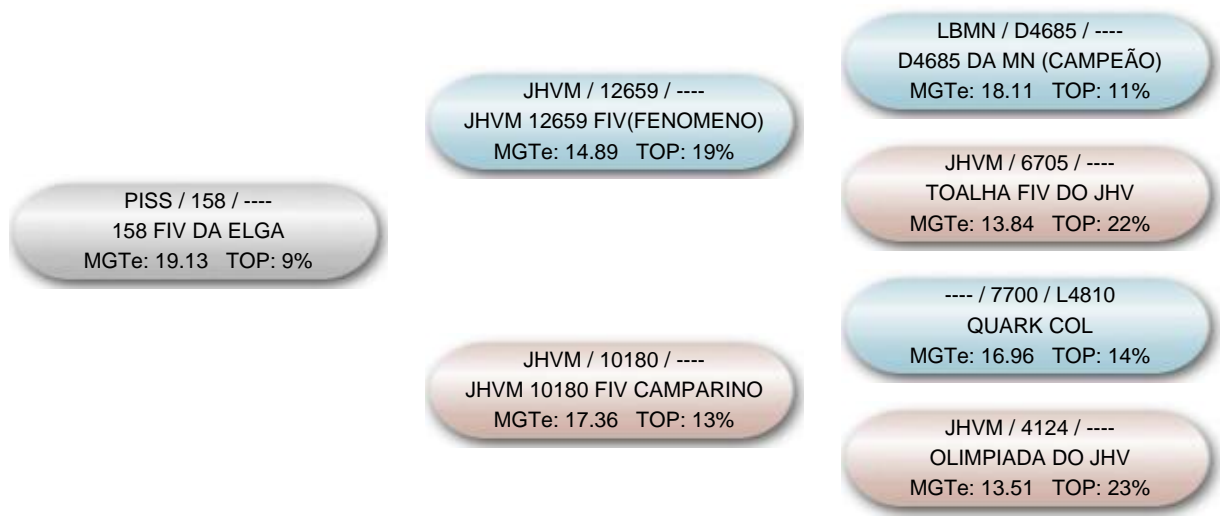 PISS / 158 / ----
158 FIV DA ELGA
MGTe: 19.13 TOP: 9%
JHVM / 12659 / ----
JHVM 12659 FIV(FENOMENO)
MGTe: 14.89 TOP: 19%
JHVM / 10180 / ----
JHVM 10180 FIV CAMPARINO
MGTe: 17.36 TOP: 13%
LBMN / D4685 / ----
D4685 DA MN (CAMPEÃO)
MGTe: 18.11 TOP: 11%
JHVM / 6705 / ----
TOALHA FIV DO JHV
MGTe: 13.84 TOP: 22%
---- / 7700 / L4810
QUARK COL
MGTe: 16.96 TOP: 14%
JHVM / 4124 / ----
OLIMPIADA DO JHV
MGTe: 13.51 TOP: 23%